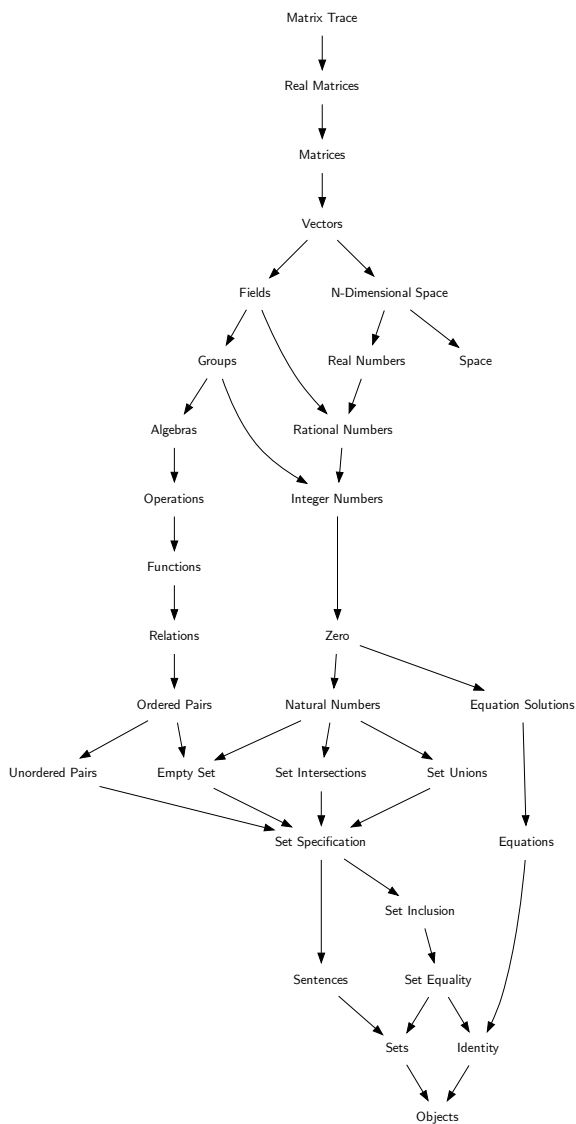 Matrix Trace
Real Matrices
Matrices
Vectors
Fields
N-Dimensional Space
Groups
Real Numbers
Space
Algebras
Rational Numbers
Operations
Integer Numbers
Functions
Relations
Zero
Ordered Pairs
Natural Numbers
Equation Solutions
Unordered Pairs
Empty Set
Set Intersections
Set Unions
Set Specification
Equations
Set Inclusion
Sentences
Set Equality
Sets
Identity
Objects